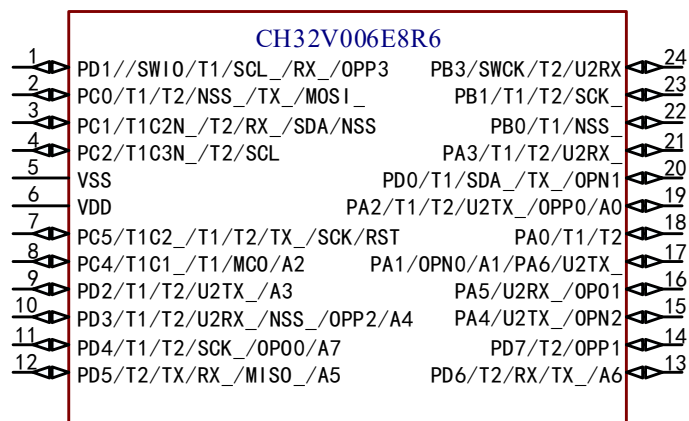 CH32V006E8R6
1 PD1//SWIO/T1/SCL_/RX_/OPP3 PB3/SWCK/T2/U2RX 24
2 PC0/T1/T2/NSS_/TX_/MOSI_ PB1/T1/T2/SCK_ 23
3 PC1/T1C2N_/T2/RX_/SDA/NSS PB0/T1/NSS_ 22
4 PC2/T1C3N_/T2/SCL PA3/T1/T2/U2RX_ 21
5 VSS PD0/T1/SDA_/TX_/OPN1 20
6 VDD PA2/T1/T2/U2TX_/OPP0/A0 19
7 PC5/T1C2_/T1/T2/TX_/SCK/RST PA0/T1/T2 18
8 PC4/T1C1_/T1/MCO/A2 PA1/OPN0/A1/PA6/U2TX_ 17
9 PD2/T1/T2/U2TX_/A3 PA5/U2RX_/OPO1 16
10 PD3/T1/T2/U2RX_/NSS_/OPP2/A4 PA4/U2TX_/OPN2 15
11 PD4/T1/T2/SCK_/OPO0/A7 PD7/T2/OPP1 14
12 PD5/T2/TX/RX_/MISO_/A5 PD6/T2/RX/TX_/A6 13